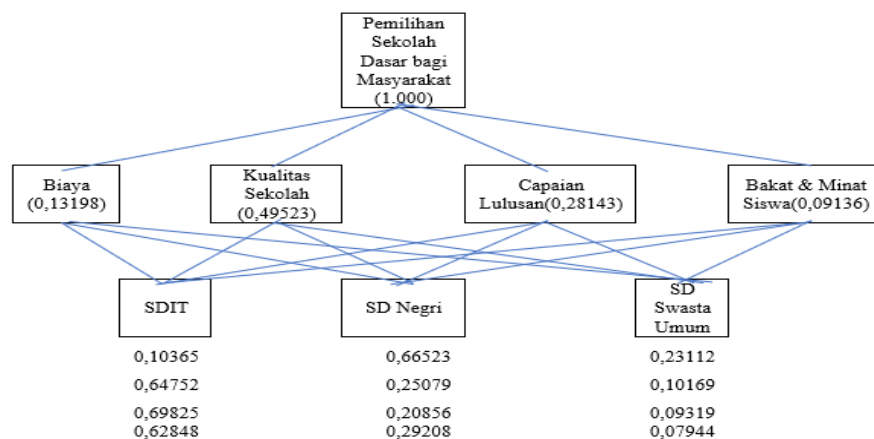 Pemilihan
Sekolah
Dasar bagi
Masyarakat
(1.000)
Biaya
(0,13198)
Kualitas
Sekolah
(0,49523)
Capaian
Lulusan(0,28143)
Bakat & Minat
Siswa(0,09136)
SDIT
SD Negri
SD
Swasta
Umum
0,10365 0,66523 0,23112
0,64752 0,25079 0,10169
0,69825 0,20856 0,09319
0,62848 0,29208 0,07944